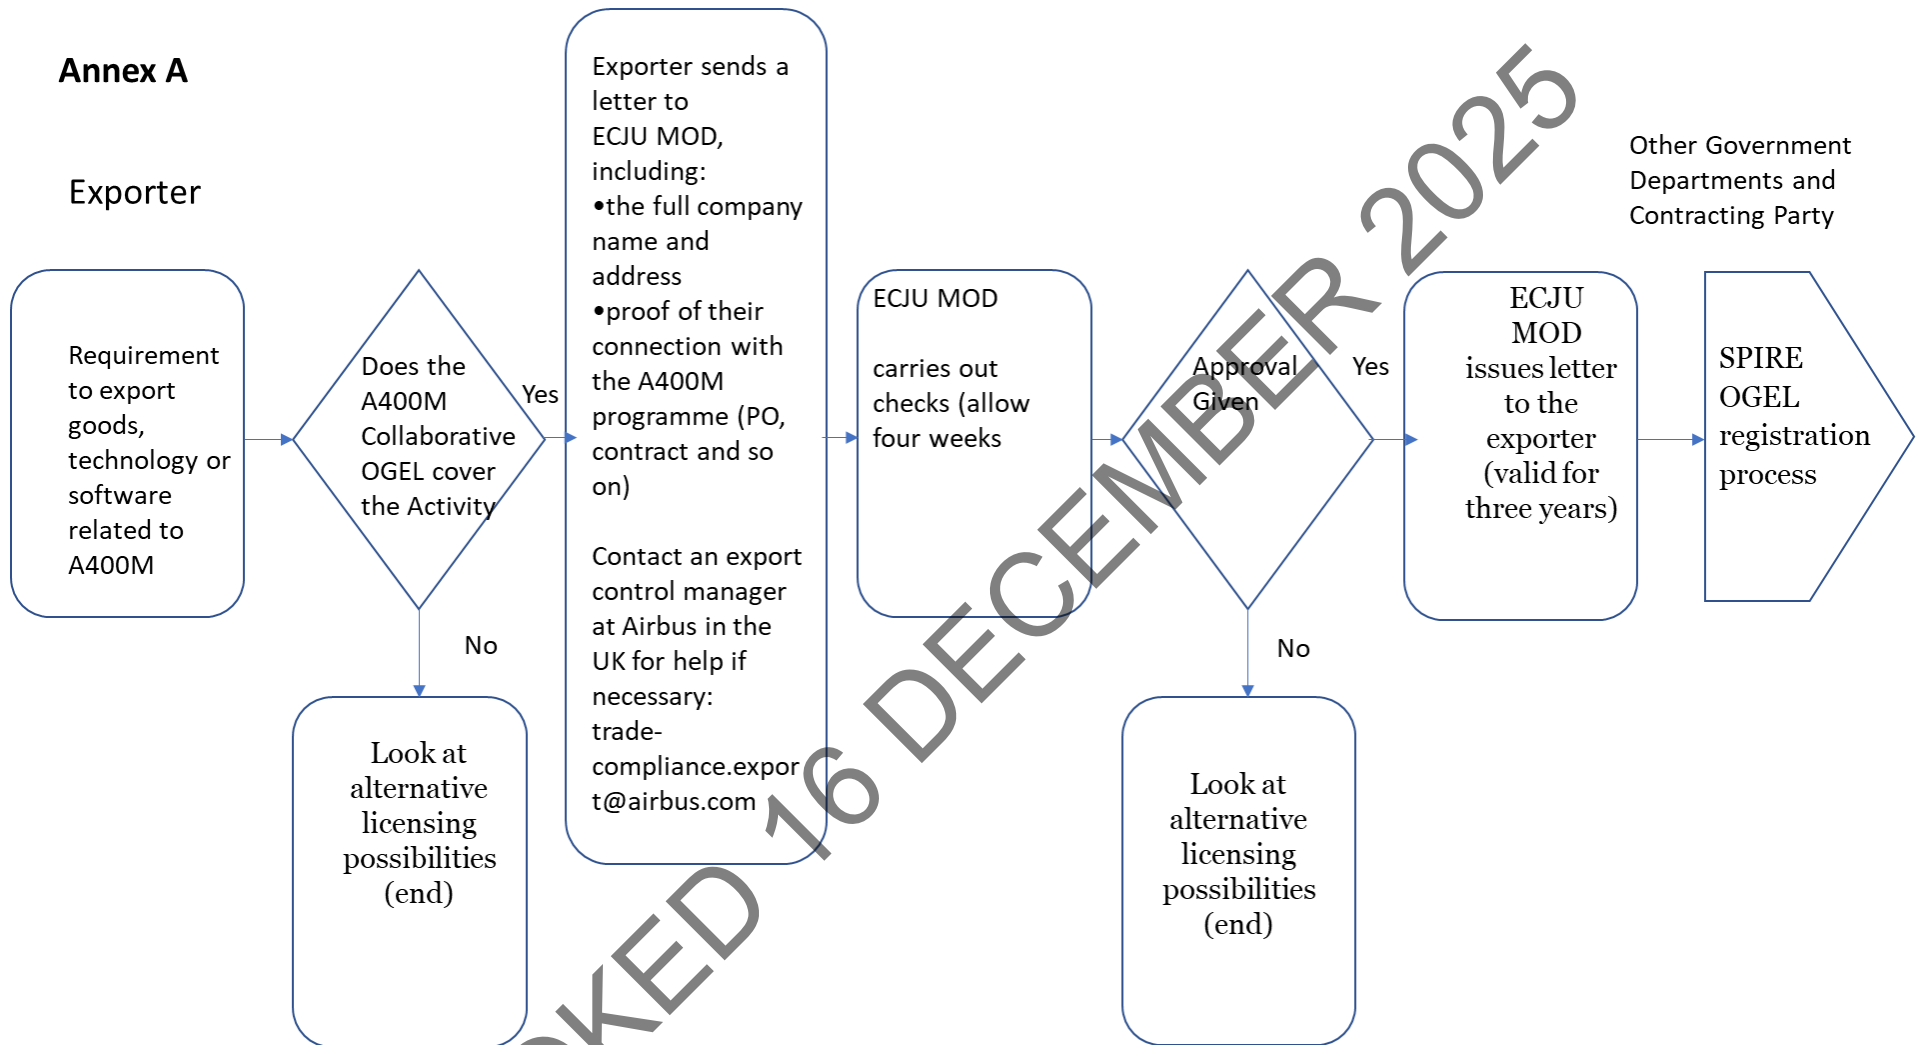 Annex A
Exporter
Requirement
to export
goods,
technology or
software
related to
A400M
Does the
A400M
Collaborative
OGEL cover
the Activity
Yes
No
Look at
alternative
licensing
possibilities
(end)
Exporter sends a
letter to
ECJU MOD,
including:
•the full company
name and
address
•proof of their
connection with
the A400M
programme (PO,
contract and so
on)
Contact an export
control manager
at Airbus in the
UK for help if
necessary:
trade-
compliance.expor
t@airbus.com
ECJU MOD
carries out
checks (allow
four weeks
Approval
Given
Yes
No
Look at
alternative
licensing
possibilities
(end)
ECJU
MOD
issues letter
to the
exporter
(valid for
three years)
Other Government
Departments and
Contracting Party
SPIRE
OGEL
registration
process
OKED 16 DECEMBER 2025